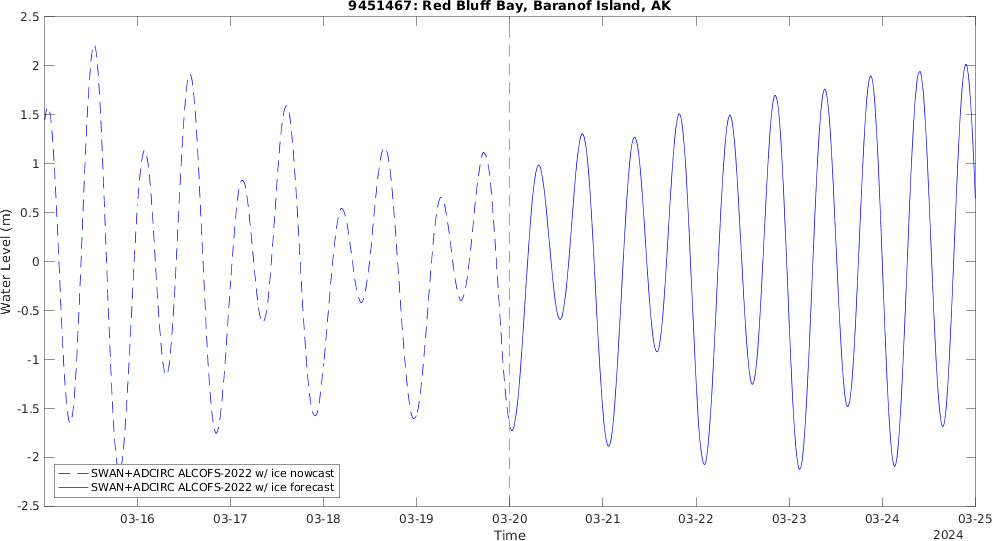 9451467: Red Bluff Bay, Baranof Island, AK
2.5
2
1.5
1
0.5
0
-0.5
-1
-1.5
-2
-2.5
Water Level (m)
SWAN+ADCIRC ALCOFS-2022 w/ ice nowcast
SWAN+ADCIRC ALCOFS-2022 w/ ice forecast
03-16 03-17 03-18 03-19 03-20 03-21 03-22 03-23 03-24 03-25
Time
2024